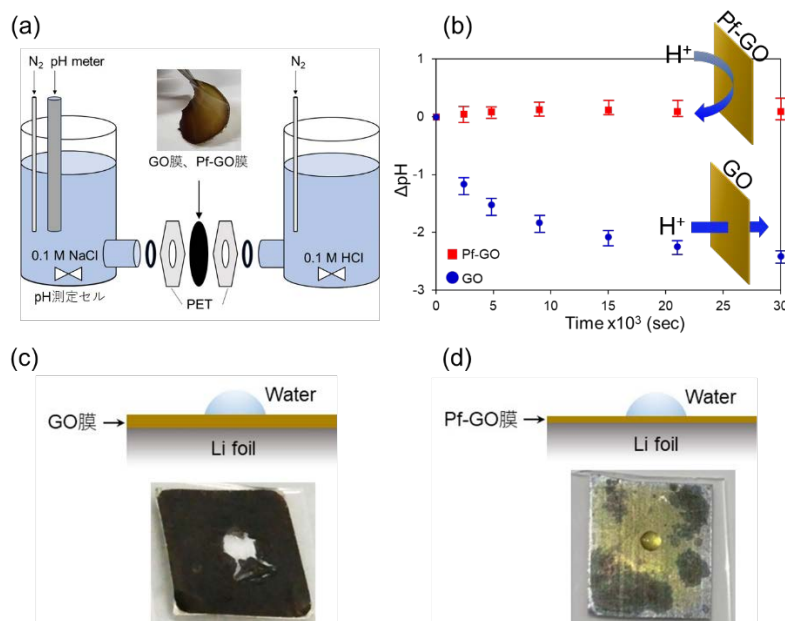 (a)
N₂ pH meter
N₂
GO膜、Pf-GO膜
0.1 M NaCl
0.1 M HCl
pH測定セル
PET
(b)
Pf-GO
H⁺
GO
H⁺
ΔpH
1
0
-1
-2
-3
Pf-GO
GO
0 5 10 15 20 25 30
Time x10³ (sec)
(c)
Water
GO膜
Li foil
(d)
Water
Pf-GO膜
Li foil